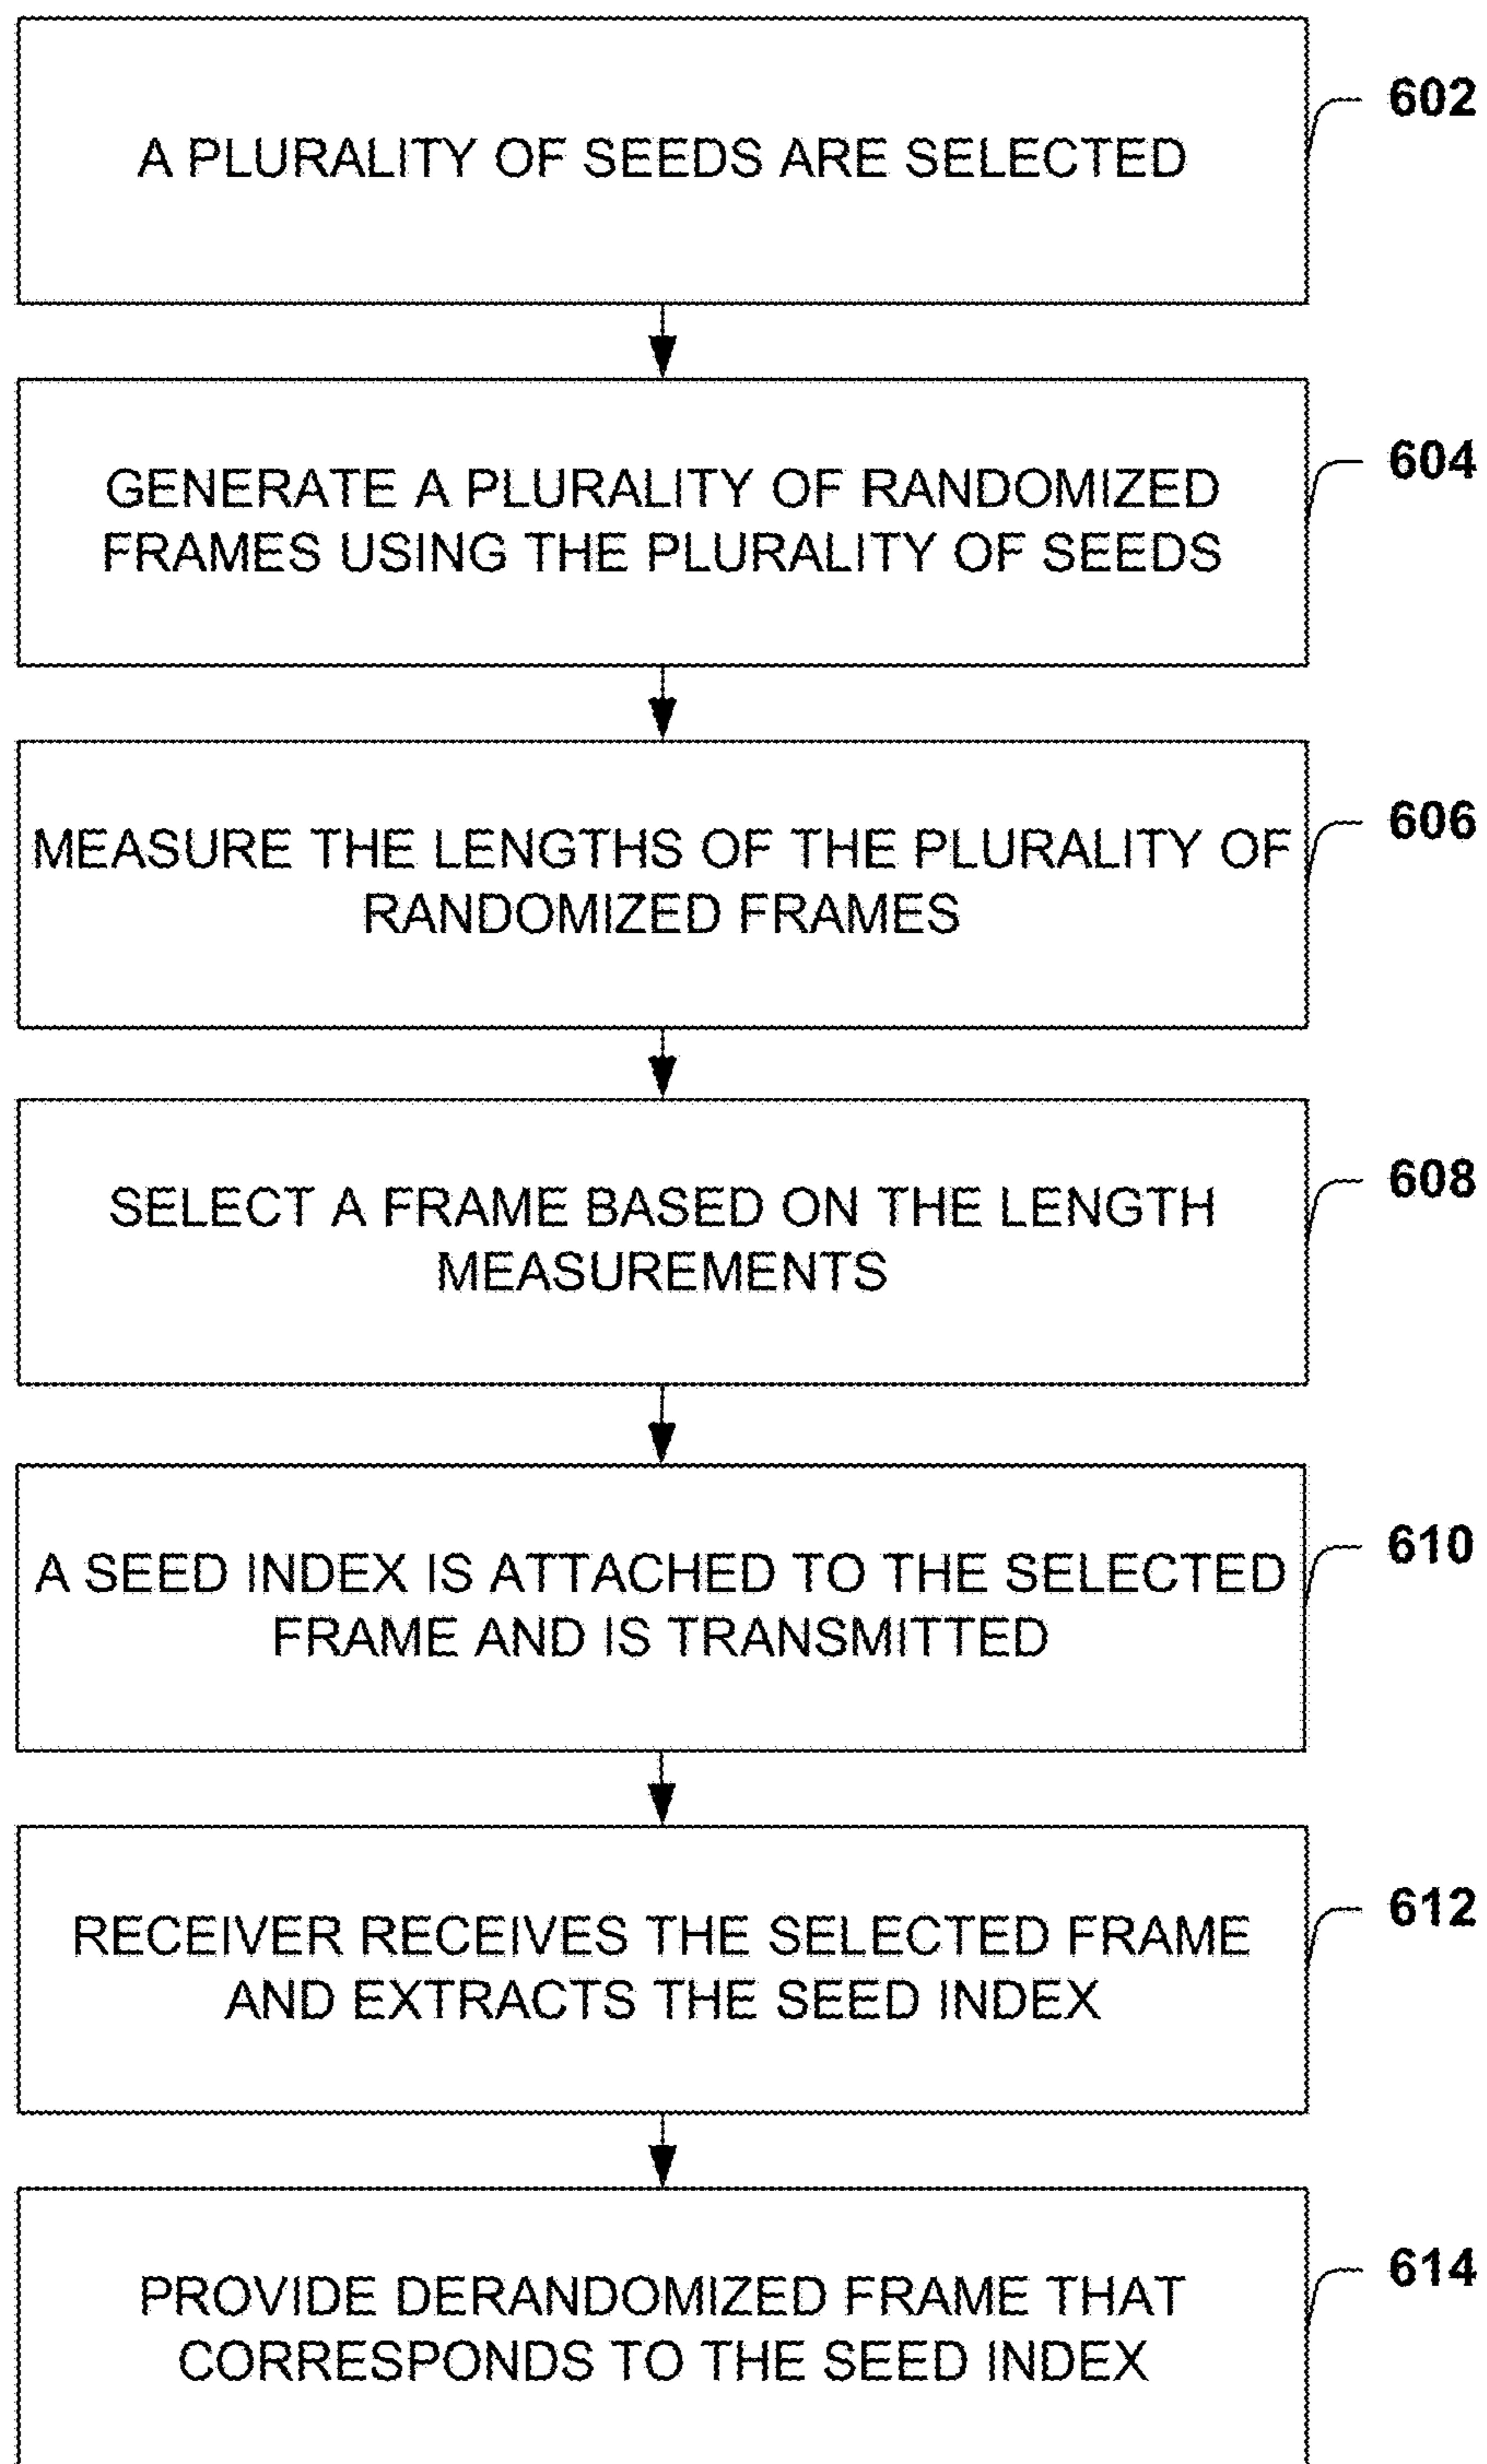 A PLURALITY OF SEEDS ARE SELECTED
602
GENERATE A PLURALITY OF RANDOMIZED
FRAMES USING THE PLURALITY OF SEEDS
604
MEASURE THE LENGTHS OF THE PLURALITY OF
RANDOMIZED FRAMES
606
SELECT A FRAME BASED ON THE LENGTH
MEASUREMENTS
608
A SEED INDEX IS ATTACHED TO THE SELECTED
FRAME AND IS TRANSMITTED
610
RECEIVER RECEIVES THE SELECTED FRAME
AND EXTRACTS THE SEED INDEX
612
PROVIDE DERANDOMIZED FRAME THAT
CORRESPONDS TO THE SEED INDEX
614